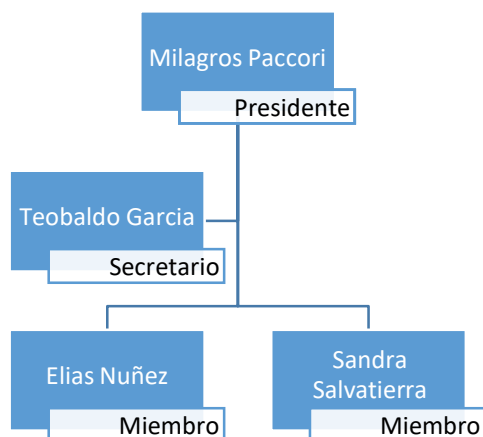 Milagros Paccori
Presidente
Teobaldo Garcia
Secretario
Elias Nuñez
Miembro
Sandra
Salvatierra
Miembro